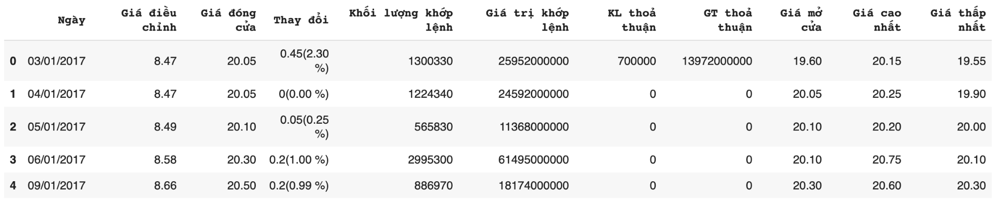 Ngày Giá điều chỉnh Giá đóng cửa Thay đổi Khối lượng khớp lệnh Giá trị khớp lệnh KL thoả thuận GT thoả thuận Giá mở cửa Giá cao nhất Giá thấp nhất
0 03/01/2017 8.47 20.05 0.45(2.30 %) 1300330 25952000000 700000 13972000000 19.60 20.15 19.55
1 04/01/2017 8.47 20.05 0(0.00 %) 1224340 24592000000 0 0 20.05 20.25 19.90
2 05/01/2017 8.49 20.10 0.05(0.25 %) 565830 11368000000 0 0 20.10 20.20 20.00
3 06/01/2017 8.58 20.30 0.2(1.00 %) 2995300 61495000000 0 0 20.10 20.75 20.10
4 09/01/2017 8.66 20.50 0.2(0.99 %) 886970 18174000000 0 0 20.30 20.60 20.30